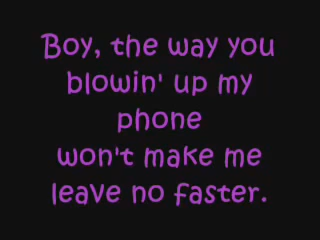 Boy, the way you
blowin' up my
phone
won't make me
leave no faster.